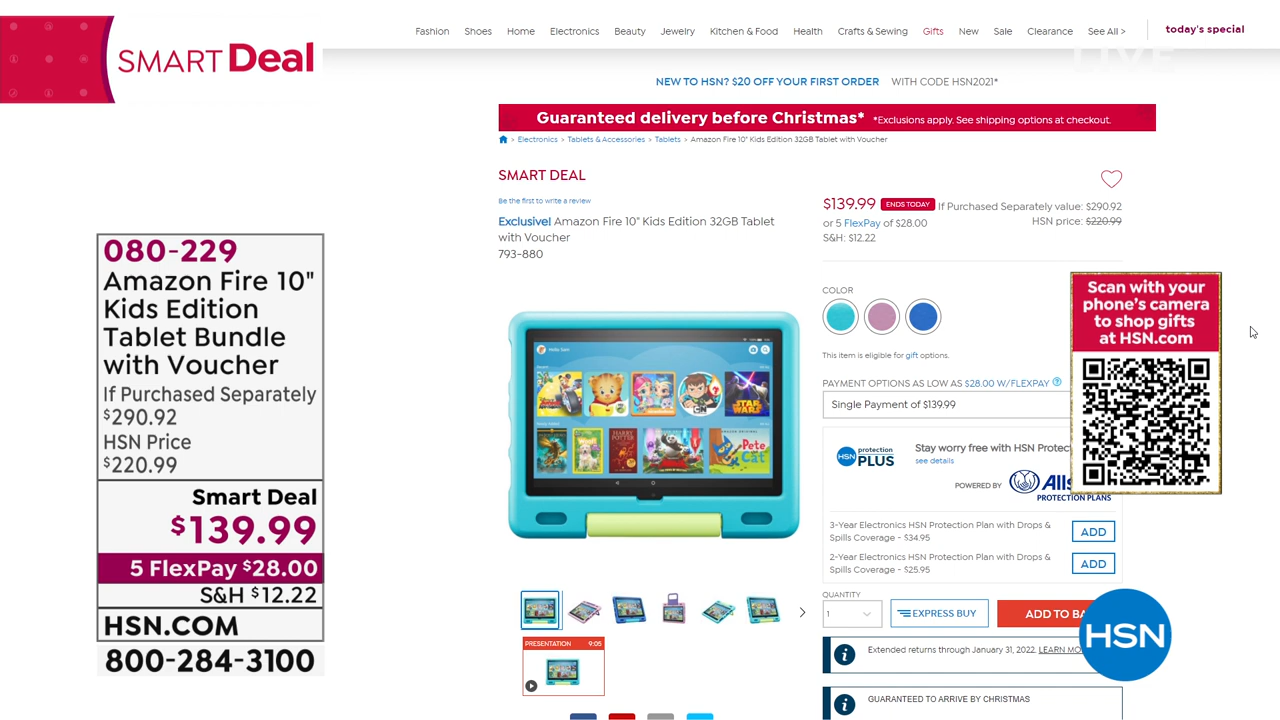 SMART Deal
Fashion Shoes Home Electronics Beauty Jewelry Kitchen & Food Health Crafts & Sewing Gifts New Sale Clearance See All > today's special
LIVE
NEW TO HSN? $20 OFF YOUR FIRST ORDER WITH CODE HSN2021*
Guaranteed delivery before Christmas* *Exclusions apply. See shipping options at checkout.
> Electronics > Tablets & Accessories > Tablets > Amazon Fire 10" Kids Edition 32GB Tablet with Voucher
SMART DEAL
Be the first to write a review
Exclusive! Amazon Fire 10" Kids Edition 32GB Tablet
with Voucher
793-880
$139.99 ENDS TODAY If Purchased Separately value: $290.92
or 5 FlexPay of $28.00 HSN price: $220.99
S&H: $12.22
COLOR
This item is eligible for gift options.
PAYMENT OPTIONS AS LOW AS $28.00 W/FLEXPAY
Single Payment of $139.99
HSN protection PLUS
Stay worry free with HSN Protec
see details
POWERED BY Alls
PROTECTION PLANS
3-Year Electronics HSN Protection Plan with Drops &
Spills Coverage - $34.95
ADD
2-Year Electronics HSN Protection Plan with Drops &
Spills Coverage - $25.95
ADD
QUANTITY
1
EXPRESS BUY
ADD TO BA
Extended returns through January 31, 2022. LEARN MO
GUARANTEED TO ARRIVE BY CHRISTMAS
080-229
Amazon Fire 10"
Kids Edition
Tablet Bundle
with Voucher
If Purchased Separately
$290.92
HSN Price
$220.99
Smart Deal
$139.99
5 FlexPay $28.00
S&H $12.22
HSN.COM
800-284-3100
Hello Sam
STAR
WARS
CN
HARRY
POTTER
Pete
Cat
PRESENTATION 9:05
Scan with your
phone's camera
to shop gifts
at HSN.com
HSN